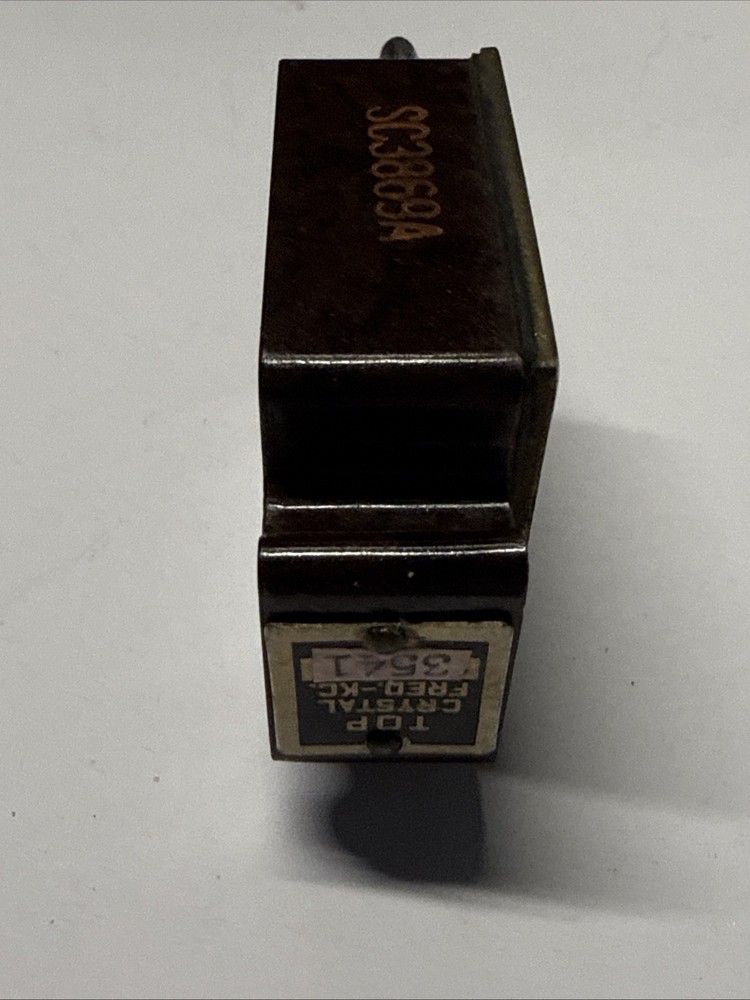 SC3869A
TOP
CRYSTAL
FREQ.-KC.
3541